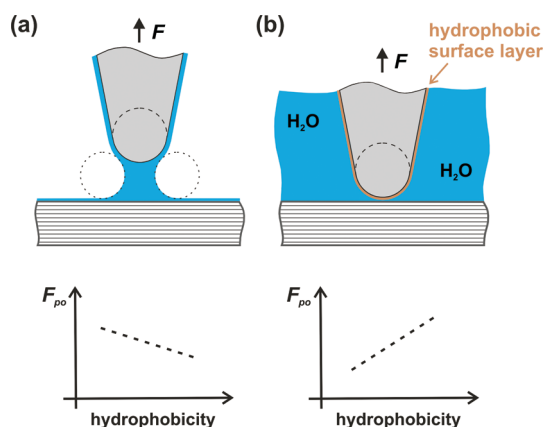 (a)
F
(b)
F
hydrophobic
surface layer
H₂O
H₂O
Fpo
hydrophobicity
Fpo
hydrophobicity